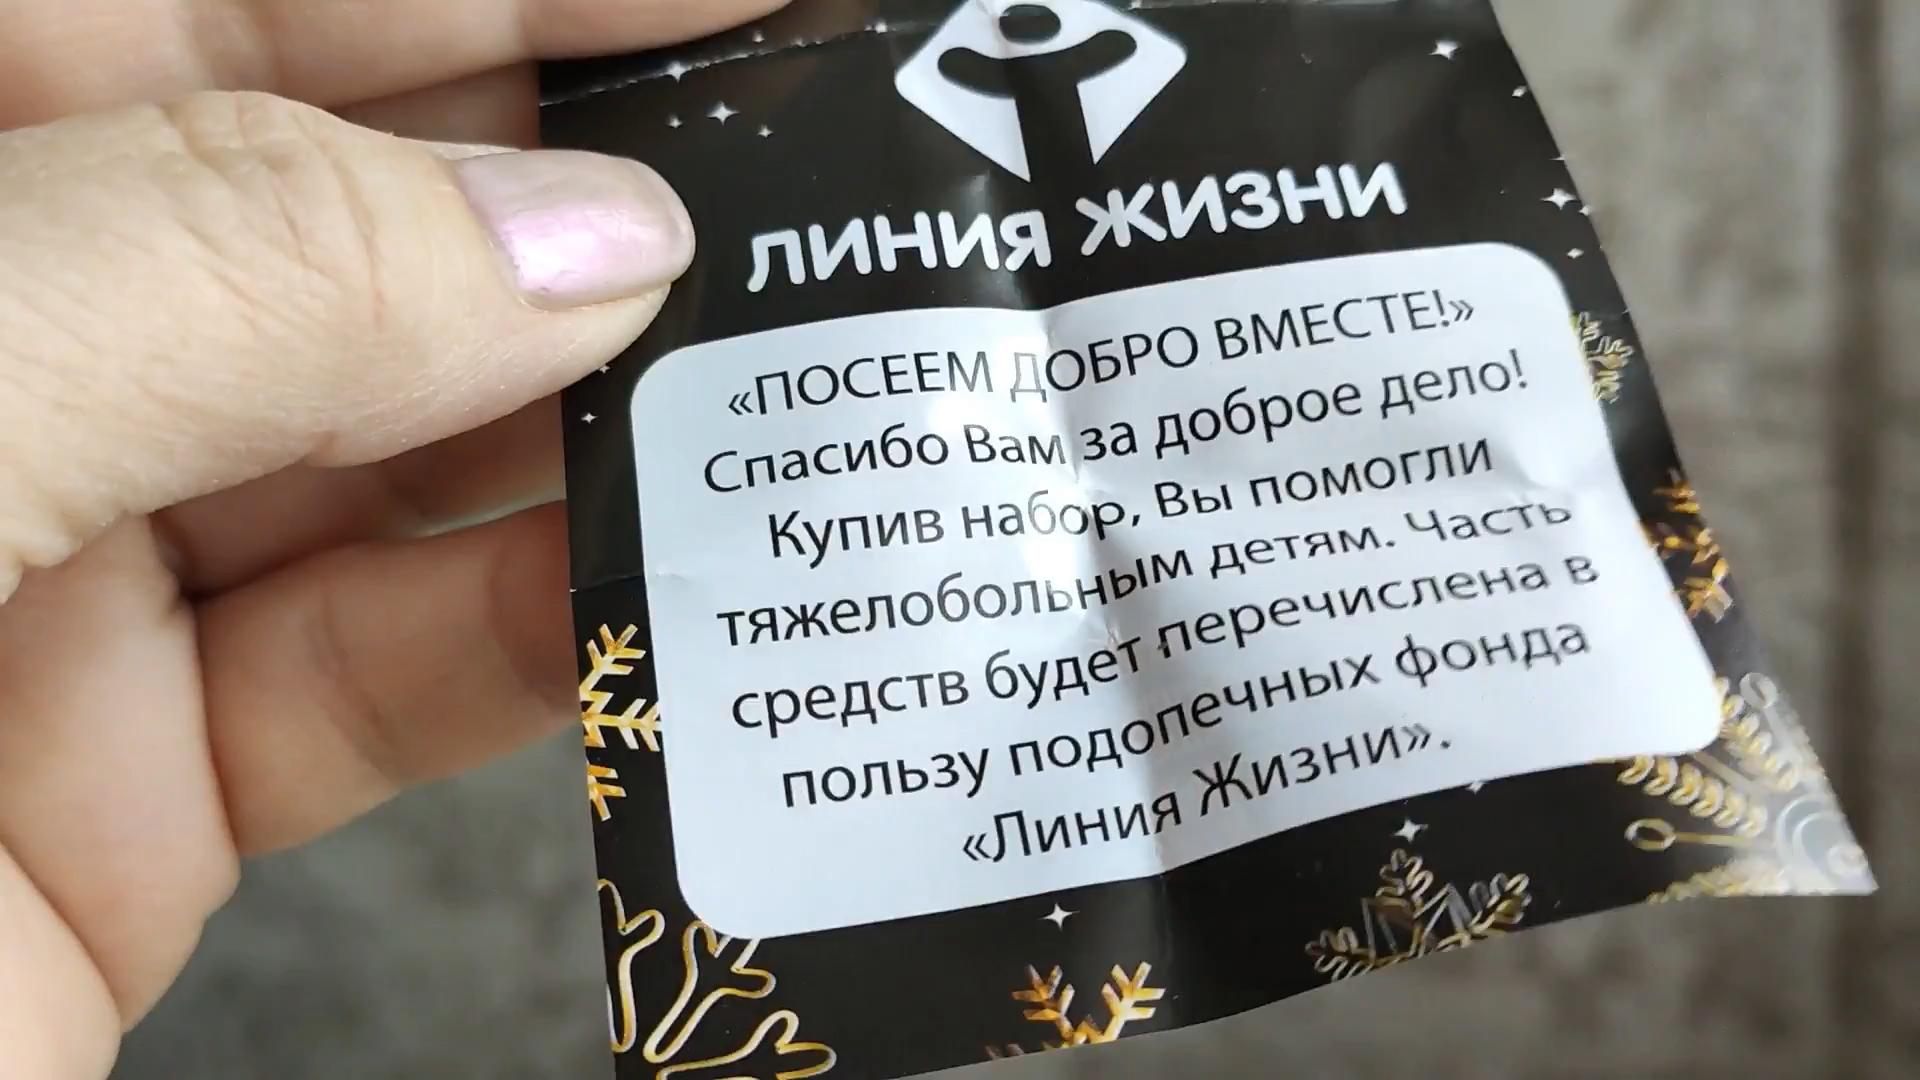 ЛИНИЯ ЖИЗНИ
«ПОСЕЕМ ДОБРО ВМЕСТЕ!»
Спасибо Вам за доброе дело!
Купив набор, Вы помогли
тяжелобольным детям. Часть
средств будет перечислена в
пользу подопечных фонда
«Линия Жизни».